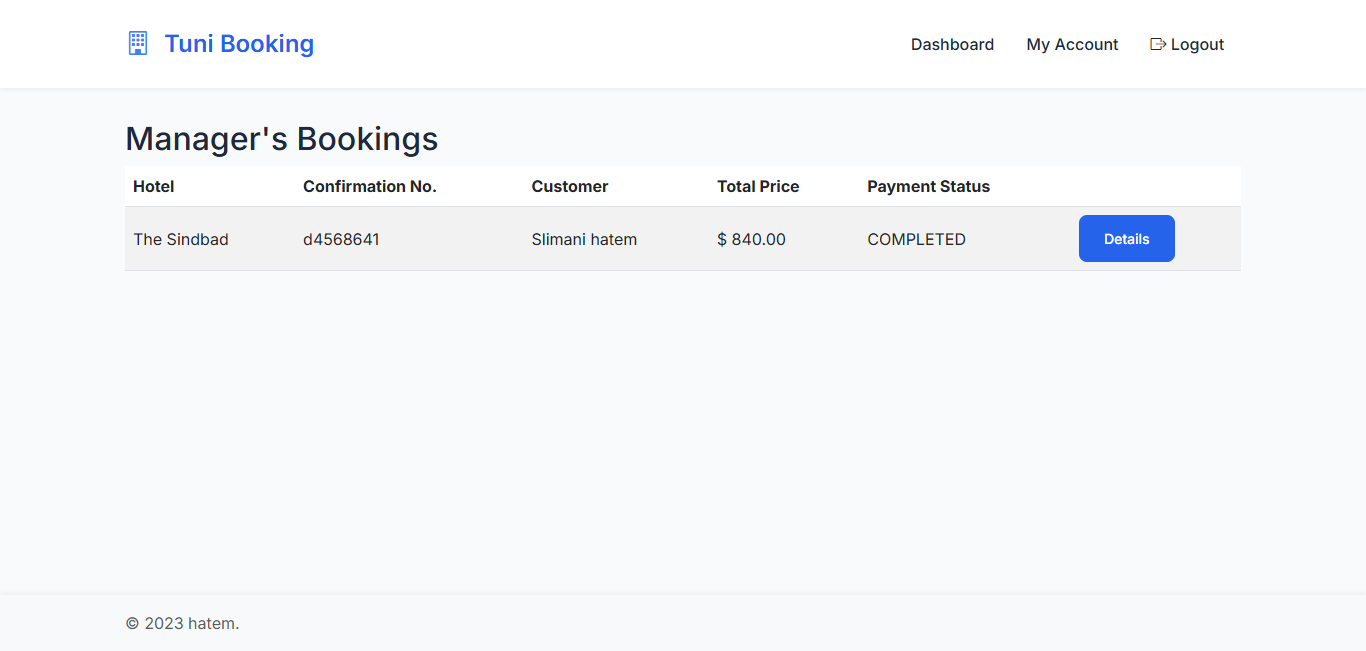 Tuni Booking
Dashboard My Account Logout
Manager's Bookings
Hotel Confirmation No. Customer Total Price Payment Status
The Sindbad d4568641 Slimani hatem $ 840.00 COMPLETED Details
© 2023 hatem.